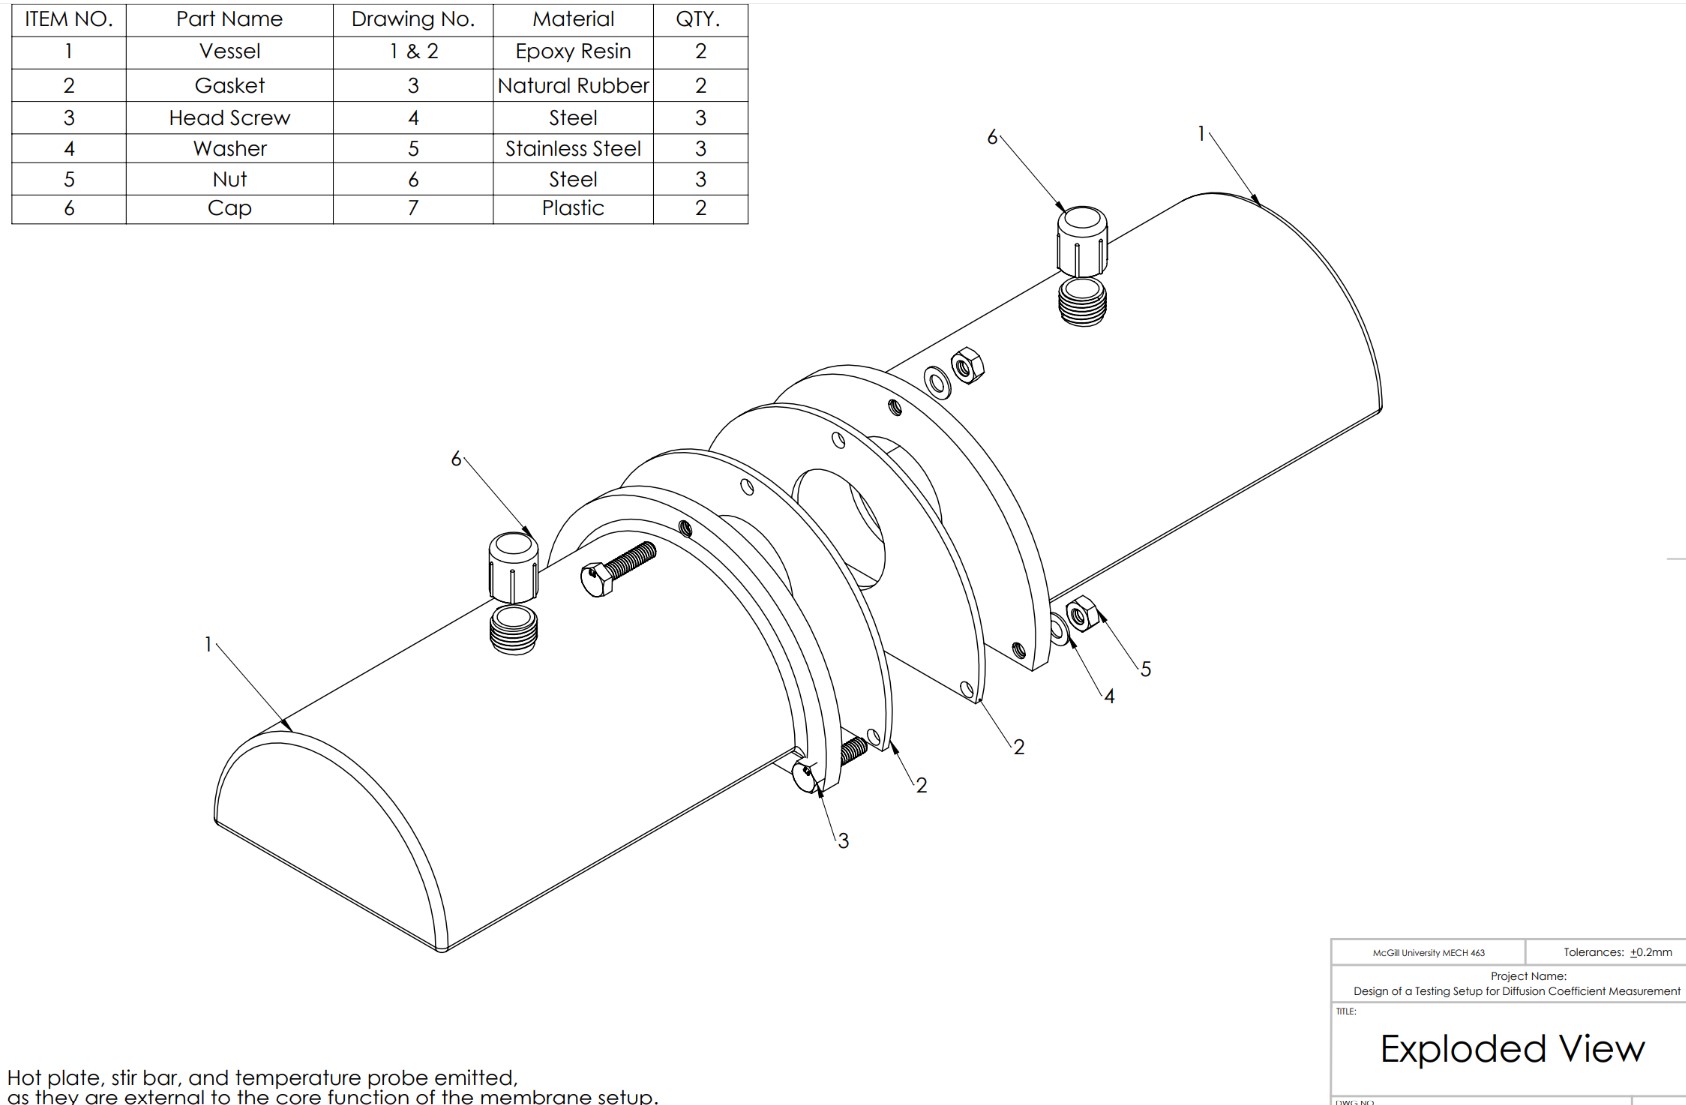 ITEM NO. Part Name Drawing No. Material QTY.
1 Vessel 1 & 2 Epoxy Resin 2
2 Gasket 3 Natural Rubber 2
3 Head Screw 4 Steel 3
4 Washer 5 Stainless Steel 3
5 Nut 6 Steel 3
6 Cap 7 Plastic 2
6
1
6
1
5
4
2
2
3
McGill University MECH 463 Tolerances: ±0.2mm
Project Name:
Design of a Testing Setup for Diffusion Coefficient Measurement
TITLE:
Exploded View
DWG NO.
Hot plate, stir bar, and temperature probe emitted,
as they are external to the core function of the membrane setup.